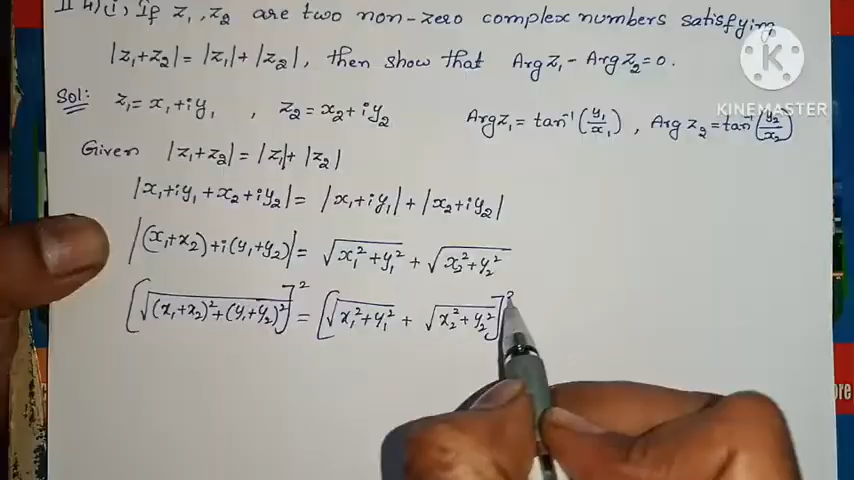 II 4) i) If z₁, z₂ are two non-zero complex numbers satisfying
|z₁+z₂| = |z₁|+|z₂|, then show that Arg z₁ - Arg z₂ = 0.
K
KINEMASTER
Sol: z₁ = x₁+iy₁ , z₂ = x₂+iy₂ Arg z₁ = tan⁻¹(y₁/x₁) , Arg z₂ = tan⁻¹(y₂/x₂)
Given |z₁+z₂| = |z₁|+|z₂|
|x₁+iy₁+x₂+iy₂| = |x₁+iy₁|+|x₂+iy₂|
|(x₁+x₂)+i(y₁+y₂)| = √(x₁²+y₁²) + √(x₂²+y₂²)
[√((x₁+x₂)²+(y₁+y₂)²)]² = [√(x₁²+y₁²) + √(x₂²+y₂²)]²